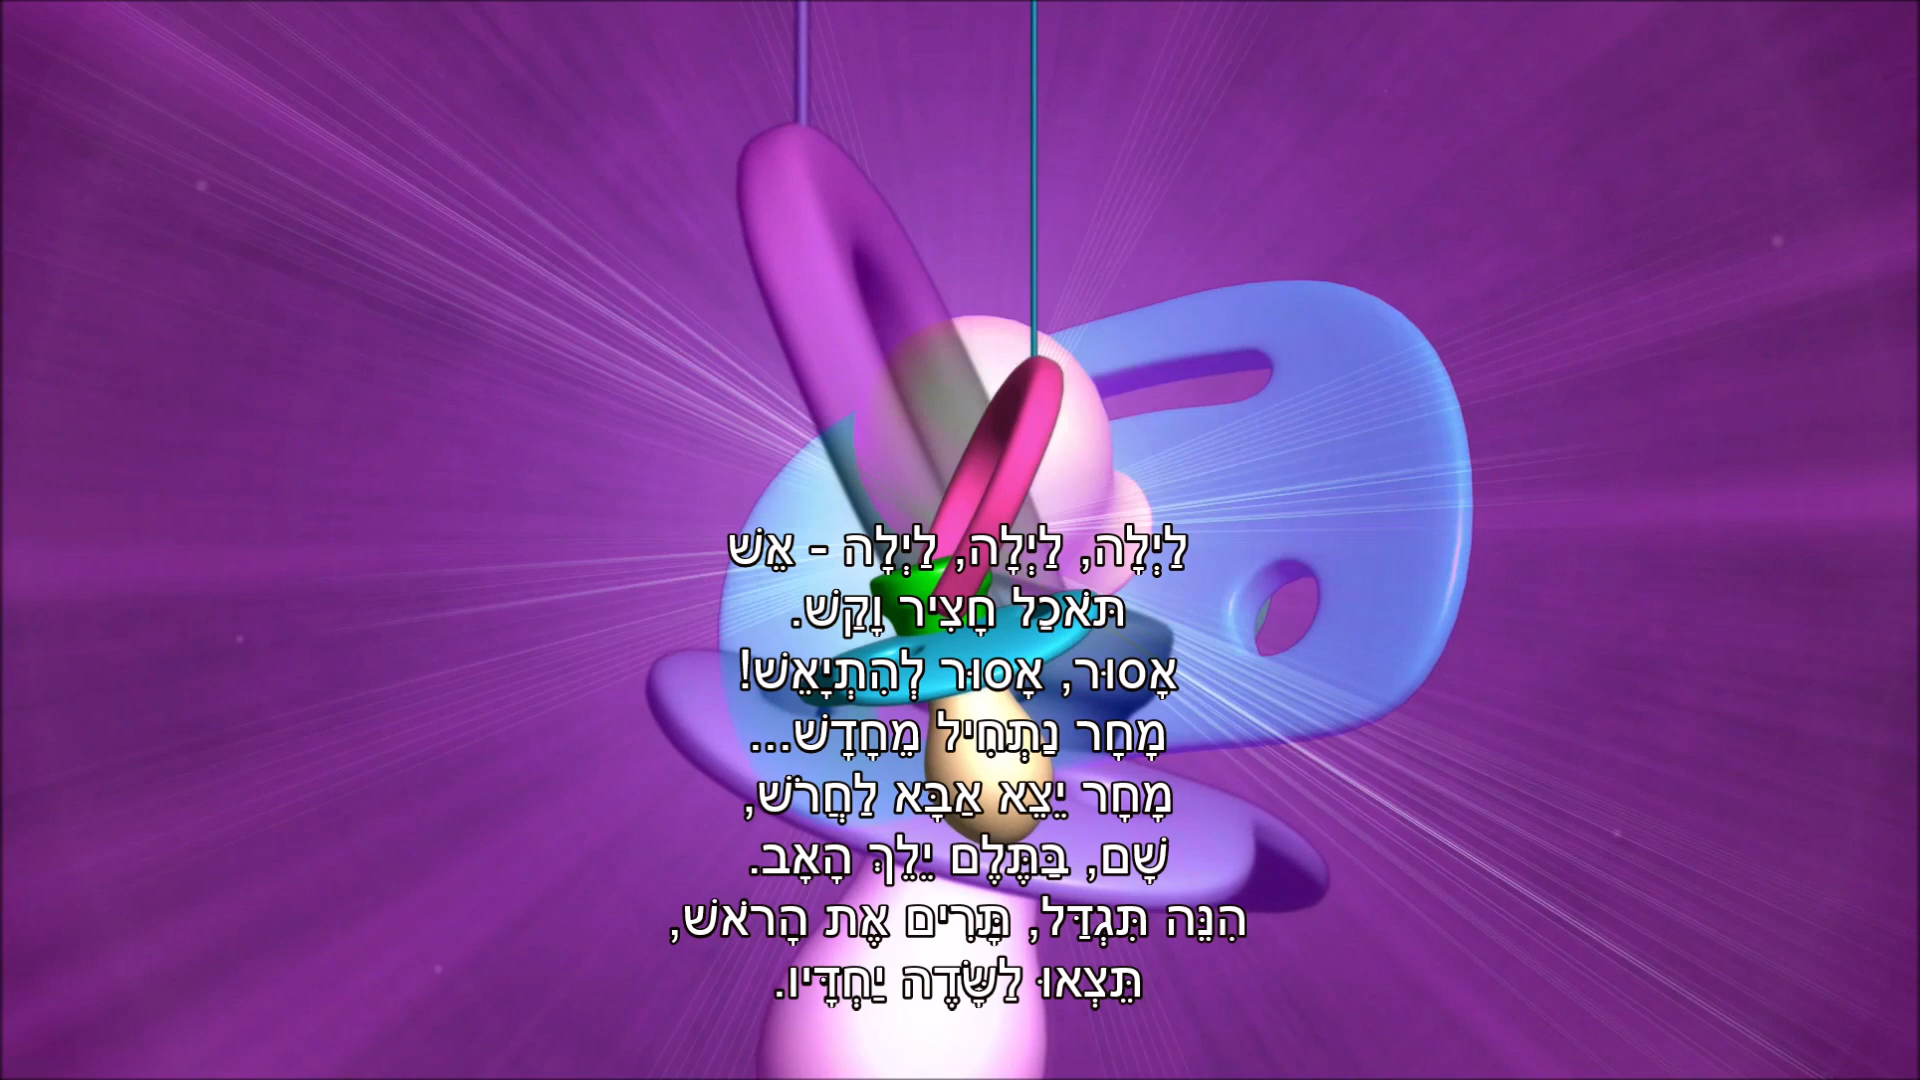 לַיְלָה, לַיְלָה, לַיְלָה - אֵשׁ
תֹּאכַל חָצִיר וָקַשׁ.
אָסוּר, אָסוּר לְהִתְיָאֵשׁ!
מָחָר נַתְחִיל מֵחָדָשׁ...
מָחָר יֵצֵא אַבָּא לַחֲרֹשׁ,
שָׁם, בַּתֶּלֶם יֵלֵךְ הָאָב.
הִנֵּה תִּגְדַּל, תָּרִים אֶת הָרֹאשׁ,
תֵּצְאוּ לַשָּׂדֶה יַחְדָּיו.